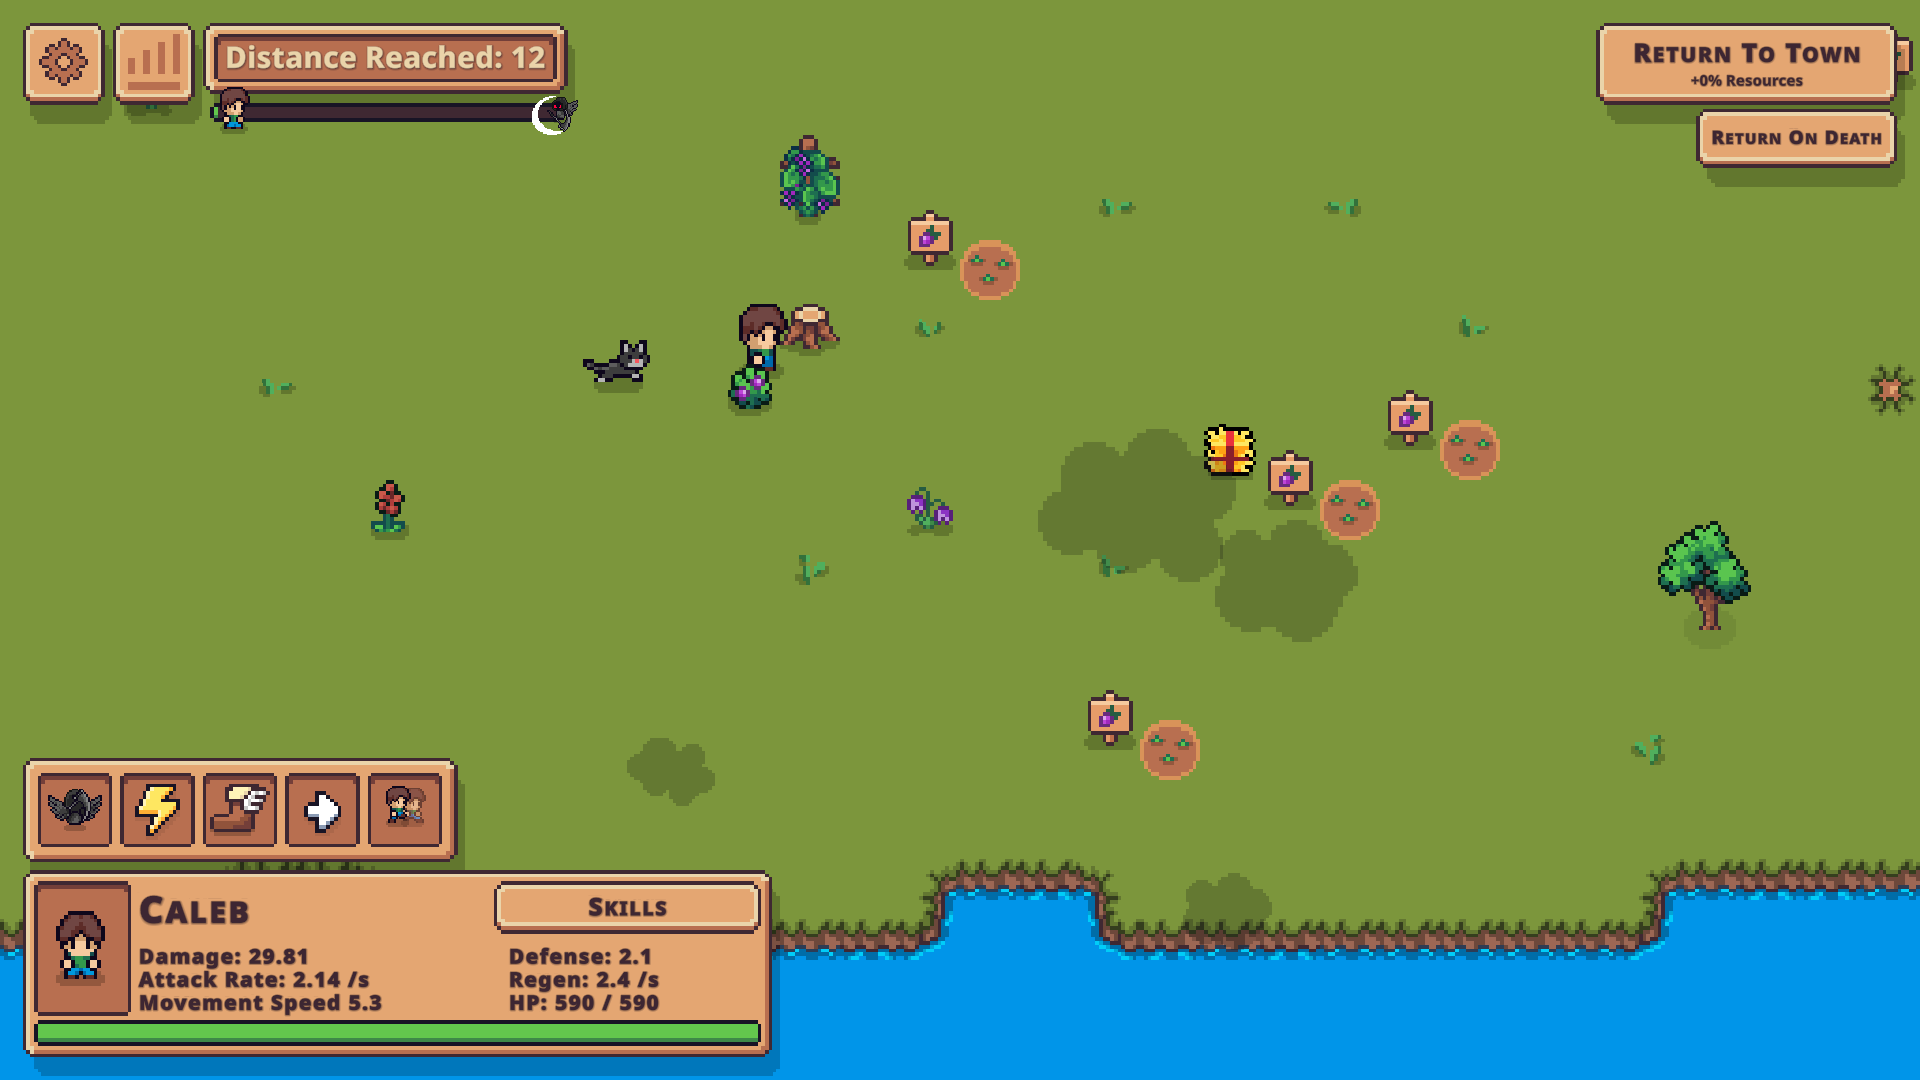 Distance Reached: 12
Return To Town
+0% Resources
Return On Death
Caleb
Skills
Damage: 29.81
Defense: 2.1
Attack Rate: 2.14 /s
Regen: 2.4 /s
Movement Speed 5.3
HP: 590 / 590